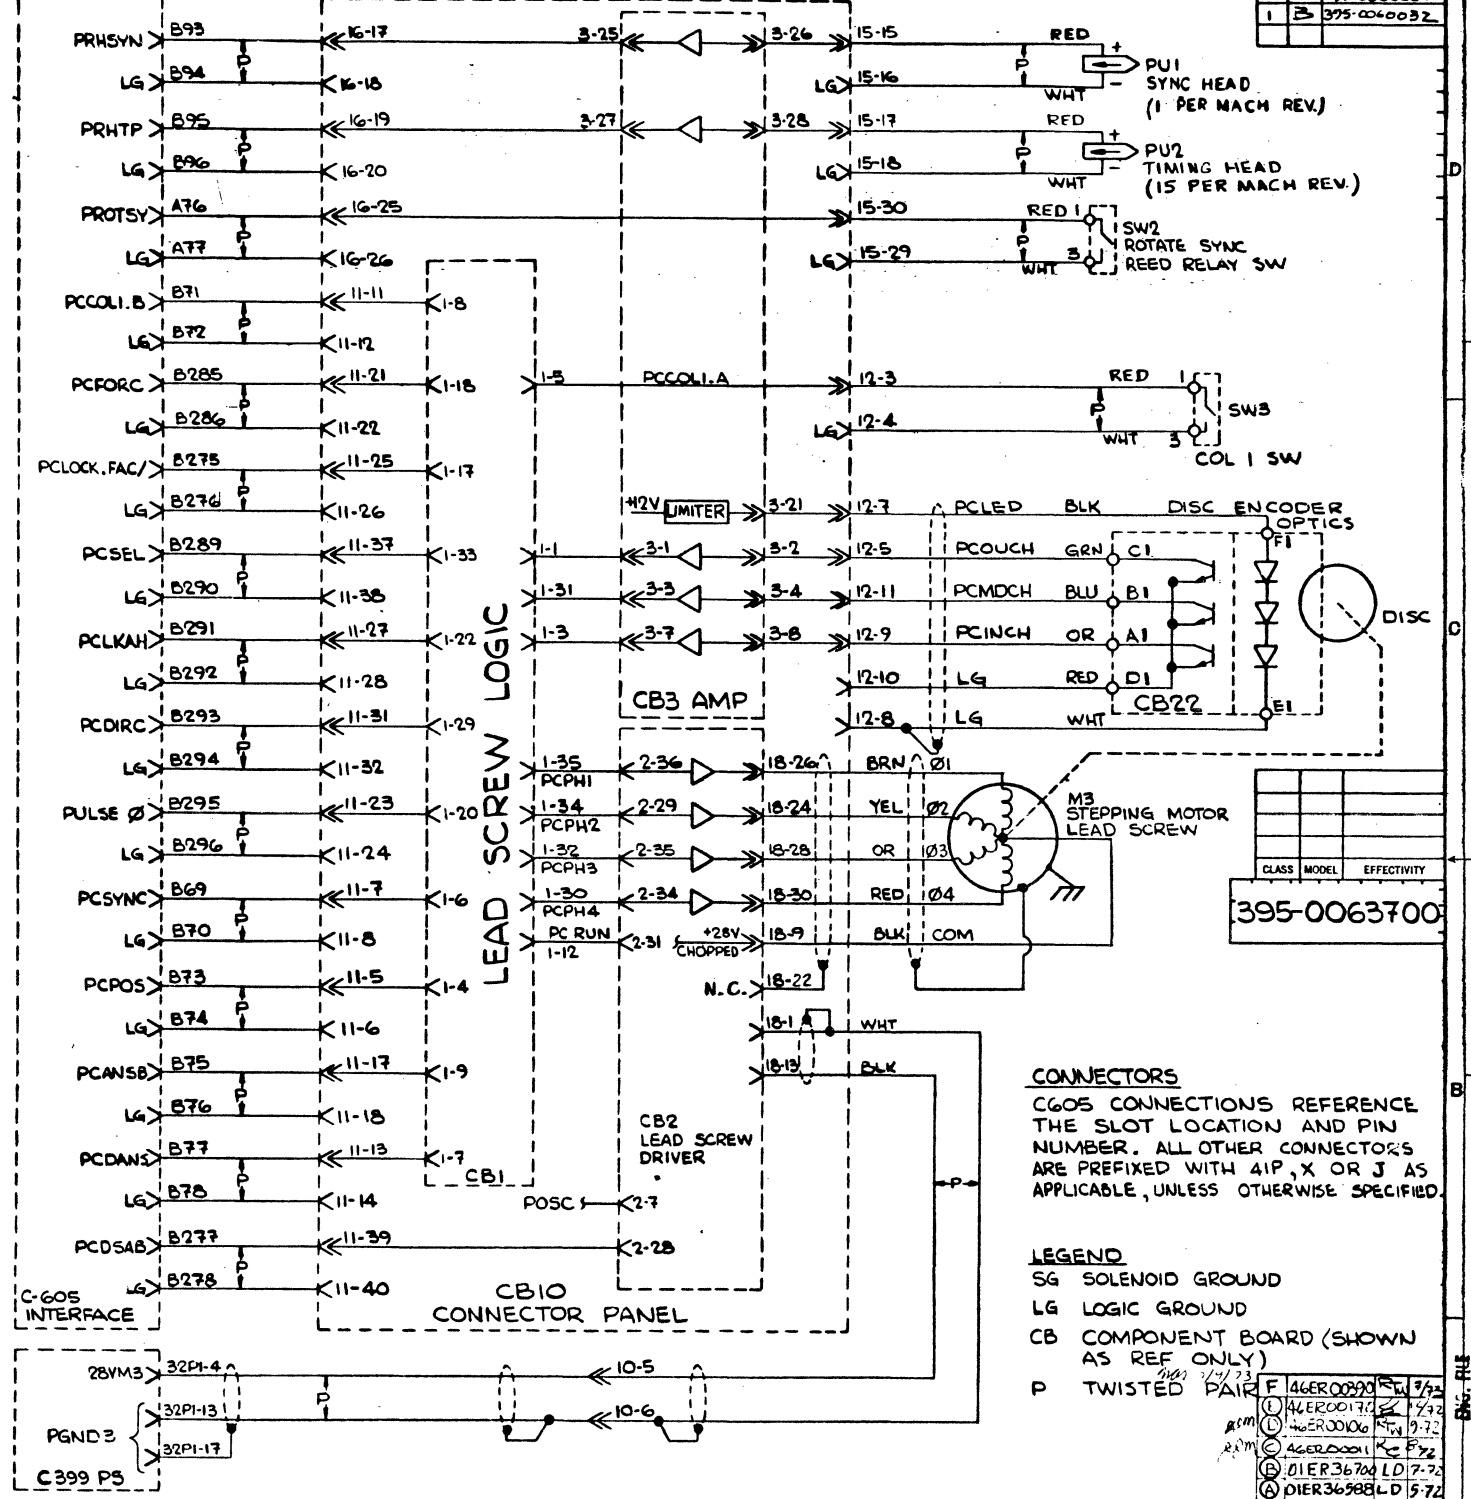 1 B 395-0060032
PRHSYN B93 16-17 3-25 3-26 15-15 RED +
P P PU1
LG B94 16-18 LG 15-16 WHT - SYNC HEAD
(1 PER MACH REV.)
PRHTP B95 16-19 3-27 3-28 15-17 RED +
P P PU2
LG B96 16-20 LG 15-18 WHT - TIMING HEAD
(15 PER MACH REV.)
D
PROTSY A76 16-25 15-30 RED 1
P P SW2
ROTATE SYNC
LG A77 16-26 LG 15-29 WHT 3 REED RELAY SW
PCCOL1.B B71 11-11 1-8
P
LG B72 11-12
PCFORC B285 11-21 1-18 1-5 PCCOL1.A 12-3 RED 1
P P SW3
LG B286 11-22 LG 12-4 WHT 3
COL 1 SW
PCLOCK.FAC/ B275 11-25 1-17
P
LG B276 11-26 +12V LIMITER 3-21 12-7 PCLED BLK DISC ENCODER
OPTICS
F1
PCSEL B289 11-37 1-33 1-1 3-1 3-2 12-5 PCOUCH GRN C1
P
LG B290 11-38 1-31 3-3 3-4 12-11 PCMDCH BLU B1
DISC
C
PCLKAH B291 11-27 1-22 1-3 3-7 3-8 12-9 PCINCH OR A1
P
LG B292 11-28 12-10 LG RED D1
CB3 AMP
CB22
E1
PCDIRC B293 11-31 1-29 12-8 LG WHT
P
LG B294 11-32 1-35 2-36 18-26 BRN Ø1
PCPH1
LEAD SCREW LOGIC
PULSE Ø B295 11-23 1-20 1-34 2-29 18-24 YEL Ø2
P PCPH2
M3
STEPPING MOTOR
LEAD SCREW
LG B296 11-24 1-32 2-35 18-28 OR Ø3
PCPH3
CLASS MODEL EFFECTIVITY
395-0063700
PCSYNC B69 11-7 1-6 1-30 2-34 18-30 RED Ø4
P PCPH4
LG B70 11-8 PC RUN 2-31 +28V 18-9 BLK COM
1-12 CHOPPED
PCPOS B73 11-5 1-4 N.C. 18-22
P
LG B74 11-6 18-1 WHT
PCANSB B75 11-17 1-9 18-13 BLK
P
LG B76 11-18
CB2
LEAD SCREW
DRIVER
PCDANS B77 11-13 1-7
P CB1
LG B78 11-14 POSC 2-7
P
PCDSAB B277 11-39 2-28
P
LG B278 11-40
C-605
INTERFACE
CB10
CONNECTOR PANEL
CONNECTORS
C605 CONNECTIONS REFERENCE
THE SLOT LOCATION AND PIN
NUMBER. ALL OTHER CONNECTORS
ARE PREFIXED WITH 41P, X OR J AS
APPLICABLE, UNLESS OTHERWISE SPECIFIED.
B
LEGEND
SG SOLENOID GROUND
LG LOGIC GROUND
CB COMPONENT BOARD (SHOWN
AS REF ONLY)
P TWISTED PAIR
28VM3 32P1-4 10-5
P
32P1-13 10-6
PGND3
32P1-17
C399 PS
F 46ER00390 7/73
E
D 46ER00106 9-72
C 46ER00011
B 01ER36700 LD 7-72
A 01ER36588 LD 5-72